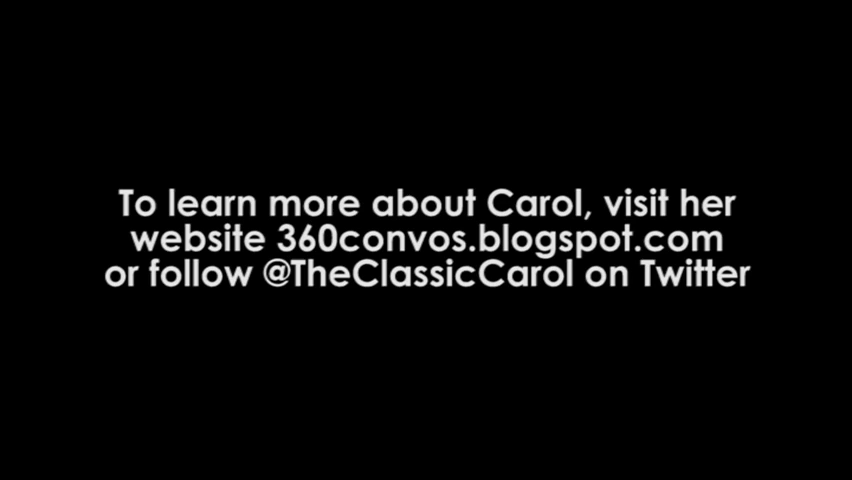 To learn more about Carol, visit her
website 360convos.blogspot.com
or follow @TheClassicCarol on Twitter